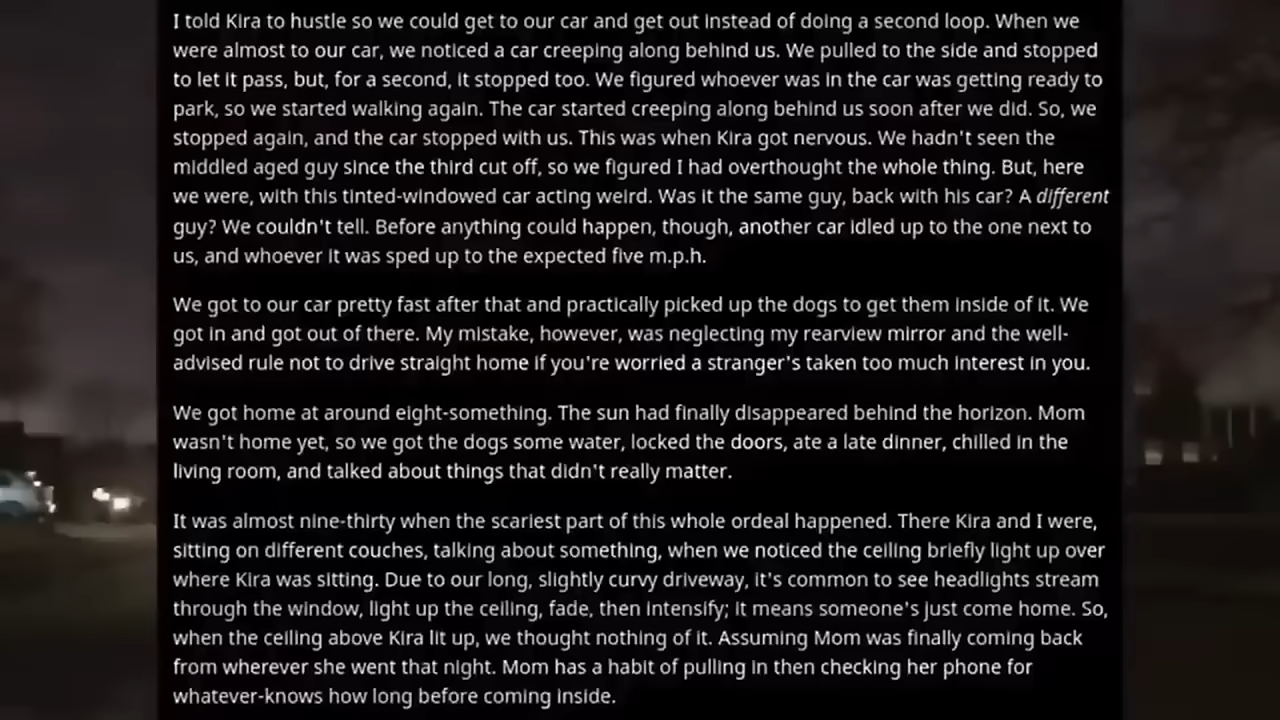 I told Kira to hustle so we could get to our car and get out instead of doing a second loop. When we
were almost to our car, we noticed a car creeping along behind us. We pulled to the side and stopped
to let it pass, but, for a second, it stopped too. We figured whoever was in the car was getting ready to
park, so we started walking again. The car started creeping along behind us soon after we did. So, we
stopped again, and the car stopped with us. This was when Kira got nervous. We hadn't seen the
middled aged guy since the third cut off, so we figured I had overthought the whole thing. But, here
we were, with this tinted-windowed car acting weird. Was it the same guy, back with his car? A different
guy? We couldn't tell. Before anything could happen, though, another car idled up to the one next to
us, and whoever it was sped up to the expected five m.p.h.
We got to our car pretty fast after that and practically picked up the dogs to get them inside of it. We
got in and got out of there. My mistake, however, was neglecting my rearview mirror and the well-
advised rule not to drive straight home if you're worried a stranger's taken too much interest in you.
We got home at around eight-something. The sun had finally disappeared behind the horizon. Mom
wasn't home yet, so we got the dogs some water, locked the doors, ate a late dinner, chilled in the
living room, and talked about things that didn't really matter.
It was almost nine-thirty when the scariest part of this whole ordeal happened. There Kira and I were,
sitting on different couches, talking about something, when we noticed the ceiling briefly light up over
where Kira was sitting. Due to our long, slightly curvy driveway, it's common to see headlights stream
through the window, light up the ceiling, fade, then intensify; it means someone's just come home. So,
when the ceiling above Kira lit up, we thought nothing of it. Assuming Mom was finally coming back
from wherever she went that night. Mom has a habit of pulling in then checking her phone for
whatever-knows how long before coming inside.